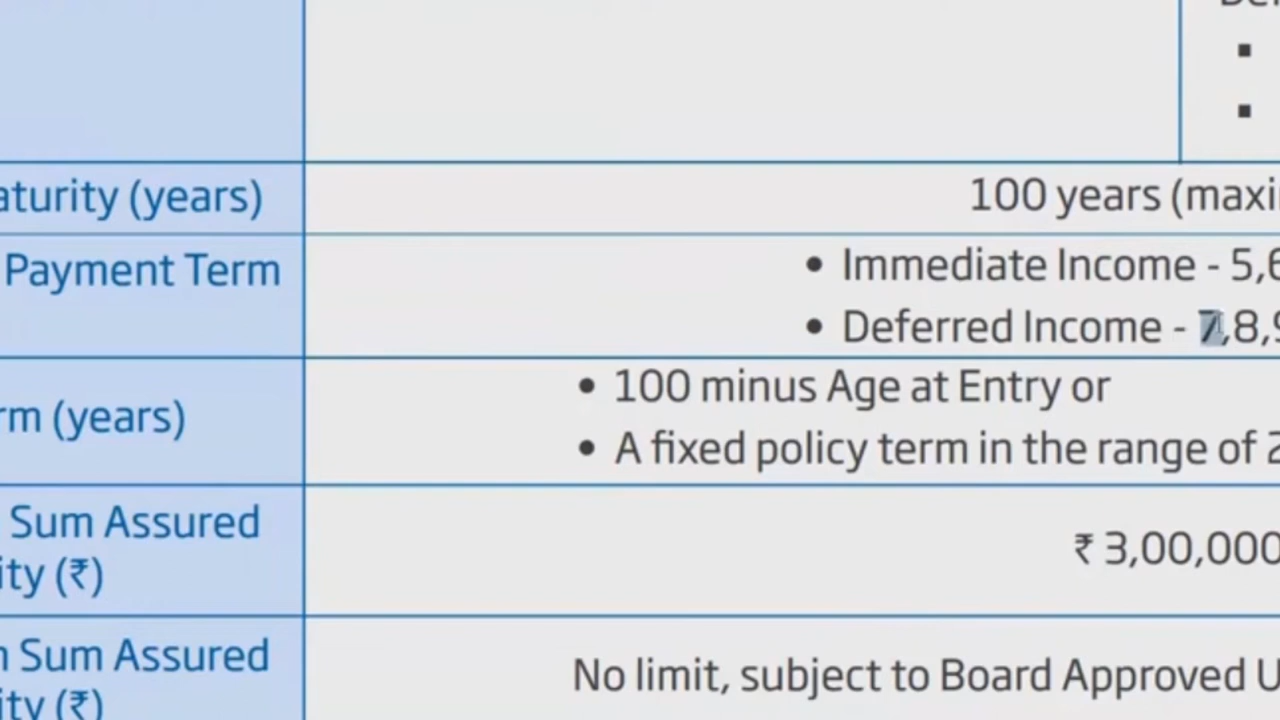 aturity (years)
100 years (maxi
Payment Term
• Immediate Income - 5,6
• Deferred Income - 7,8,9
rm (years)
• 100 minus Age at Entry or
• A fixed policy term in the range of 2
Sum Assured
ity (₹)
₹ 3,00,000
n Sum Assured
ity (₹)
No limit, subject to Board Approved U